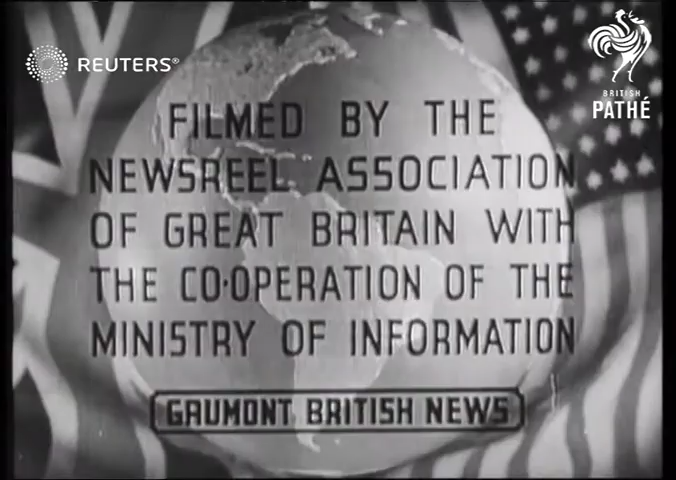 REUTERS®
BRITISH
PATHÉ
FILMED BY THE
NEWSREEL ASSOCIATION
OF GREAT BRITAIN WITH
THE CO-OPERATION OF THE
MINISTRY OF INFORMATION
GAUMONT BRITISH NEWS